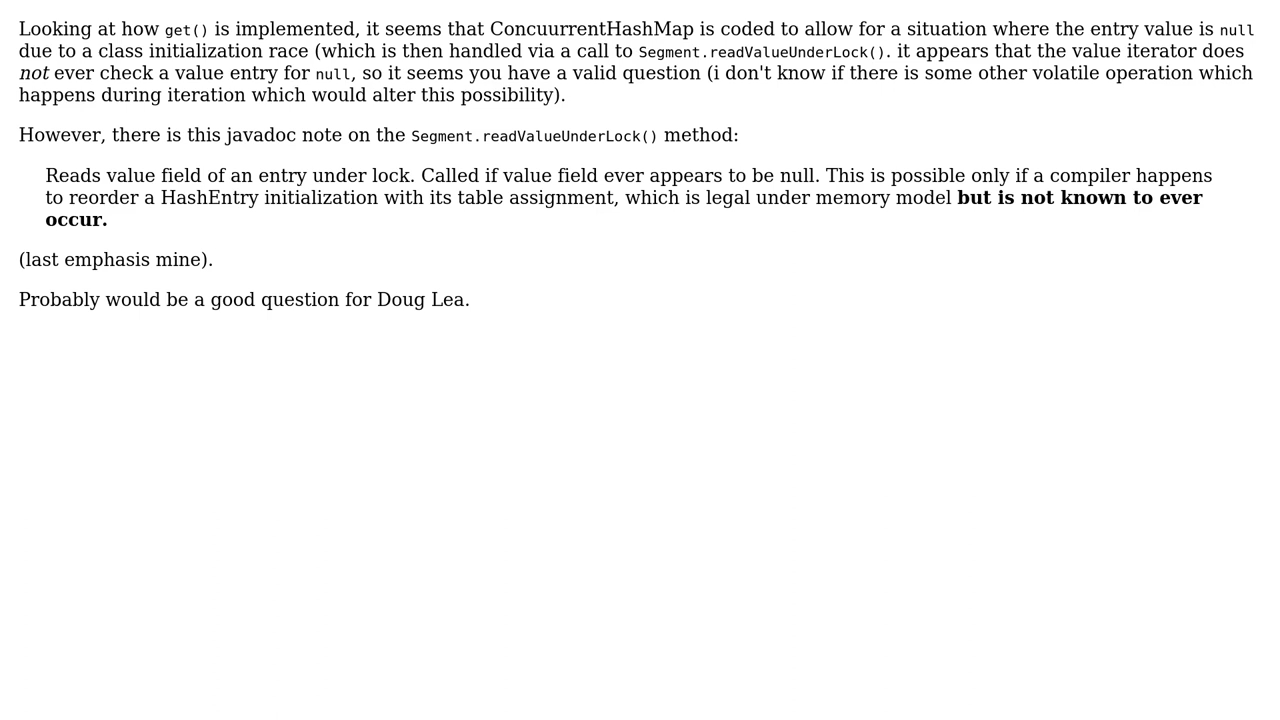 Looking at how get() is implemented, it seems that ConcuurrentHashMap is coded to allow for a situation where the entry value is null
due to a class initialization race (which is then handled via a call to Segment.readValueUnderLock(). it appears that the value iterator does
not ever check a value entry for null, so it seems you have a valid question (i don't know if there is some other volatile operation which
happens during iteration which would alter this possibility).
However, there is this javadoc note on the Segment.readValueUnderLock() method:
Reads value field of an entry under lock. Called if value field ever appears to be null. This is possible only if a compiler happens
to reorder a HashEntry initialization with its table assignment, which is legal under memory model but is not known to ever
occur.
(last emphasis mine).
Probably would be a good question for Doug Lea.